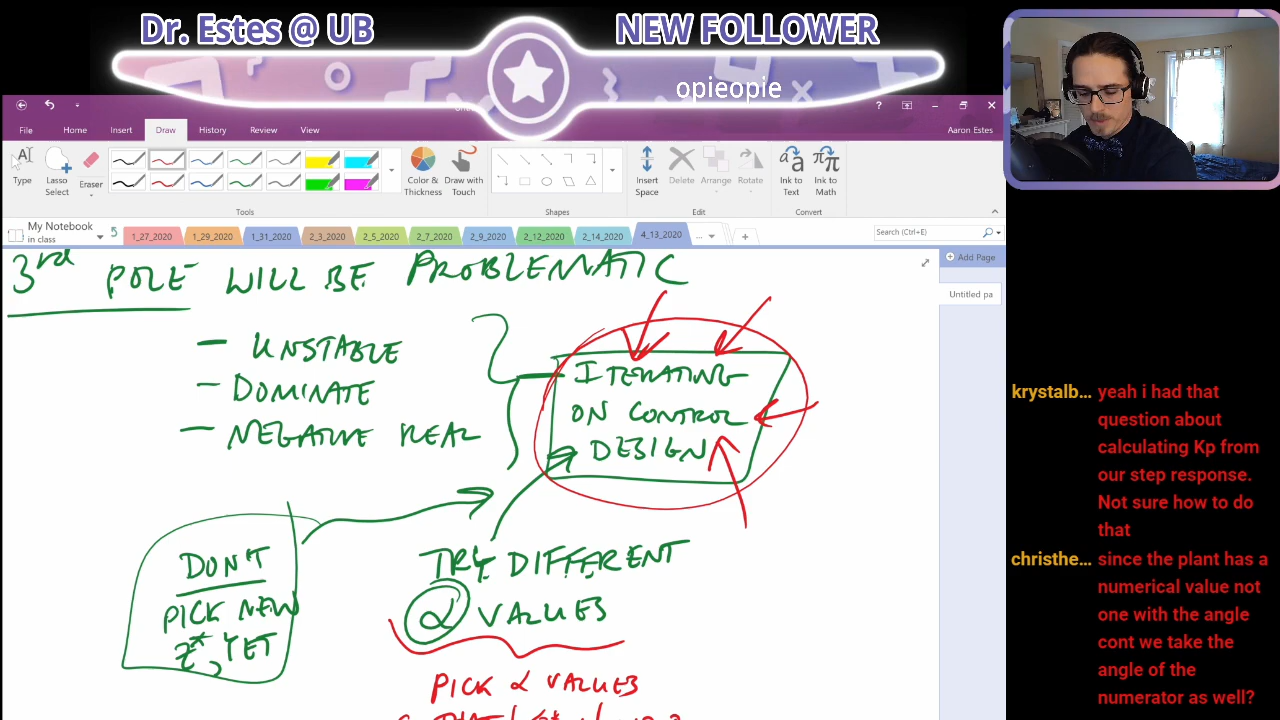 Dr. Estes @ UB
NEW FOLLOWER
opieopie
Aaron Estes
File Home Insert Draw History Review View
Type
Lasso Select
Eraser
Color & Thickness
Draw with Touch
Insert Space
Delete
Arrange
Rotate
Ink to Text
Ink to Math
Tools
Shapes
Edit
Convert
My Notebook
in class
1_27_2020 1_29_2020 1_31_2020 2_3_2020 2_5_2020 2_7_2020 2_9_2020 2_12_2020 2_14_2020 4_13_2020 ...
Search (Ctrl+E)
Add Page
Untitled pa
3rd POLE WILL BE PROBLEMATIC
- UNSTABLE
- DOMINATE
- NEGATIVE REAL
ITERATING
ON CONTROL
DESIGN
DON'T
PICK NEW
Z*, YET
TRY DIFFERENT
α VALUES
PICK α VALUES
krystalb... yeah i had that
question about
calculating Kp from
our step response.
Not sure how to do
that
christhe... since the plant has a
numerical value not
one with the angle
cont we take the
angle of the
numerator as well?